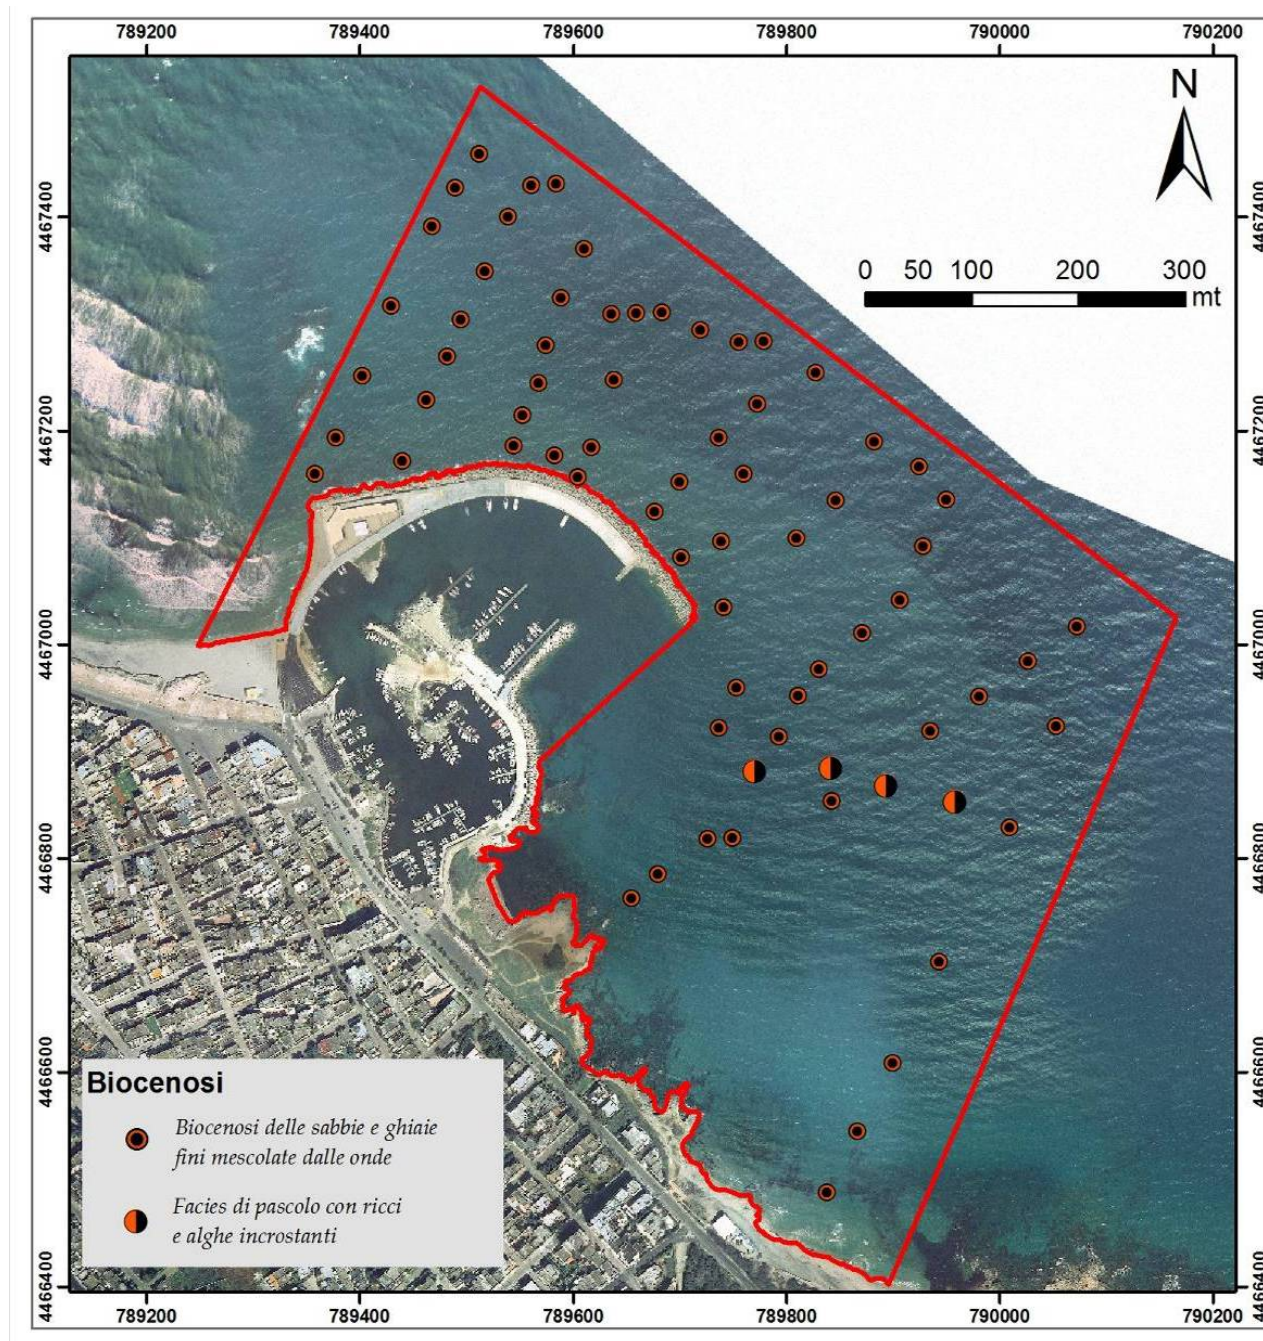 789200 789400 789600 789800 790000 790200
N
4467400 4467400
0 50 100 200 300
mt
4467200 4467200
4467000 4467000
4466800 4466800
4466600 4466600
Biocenosi
Biocenosi delle sabbie e ghiaie
fini mescolate dalle onde
Facies di pascolo con ricci
e alghe incrostanti
4466400 4466400
789200 789400 789600 789800 790000 790200